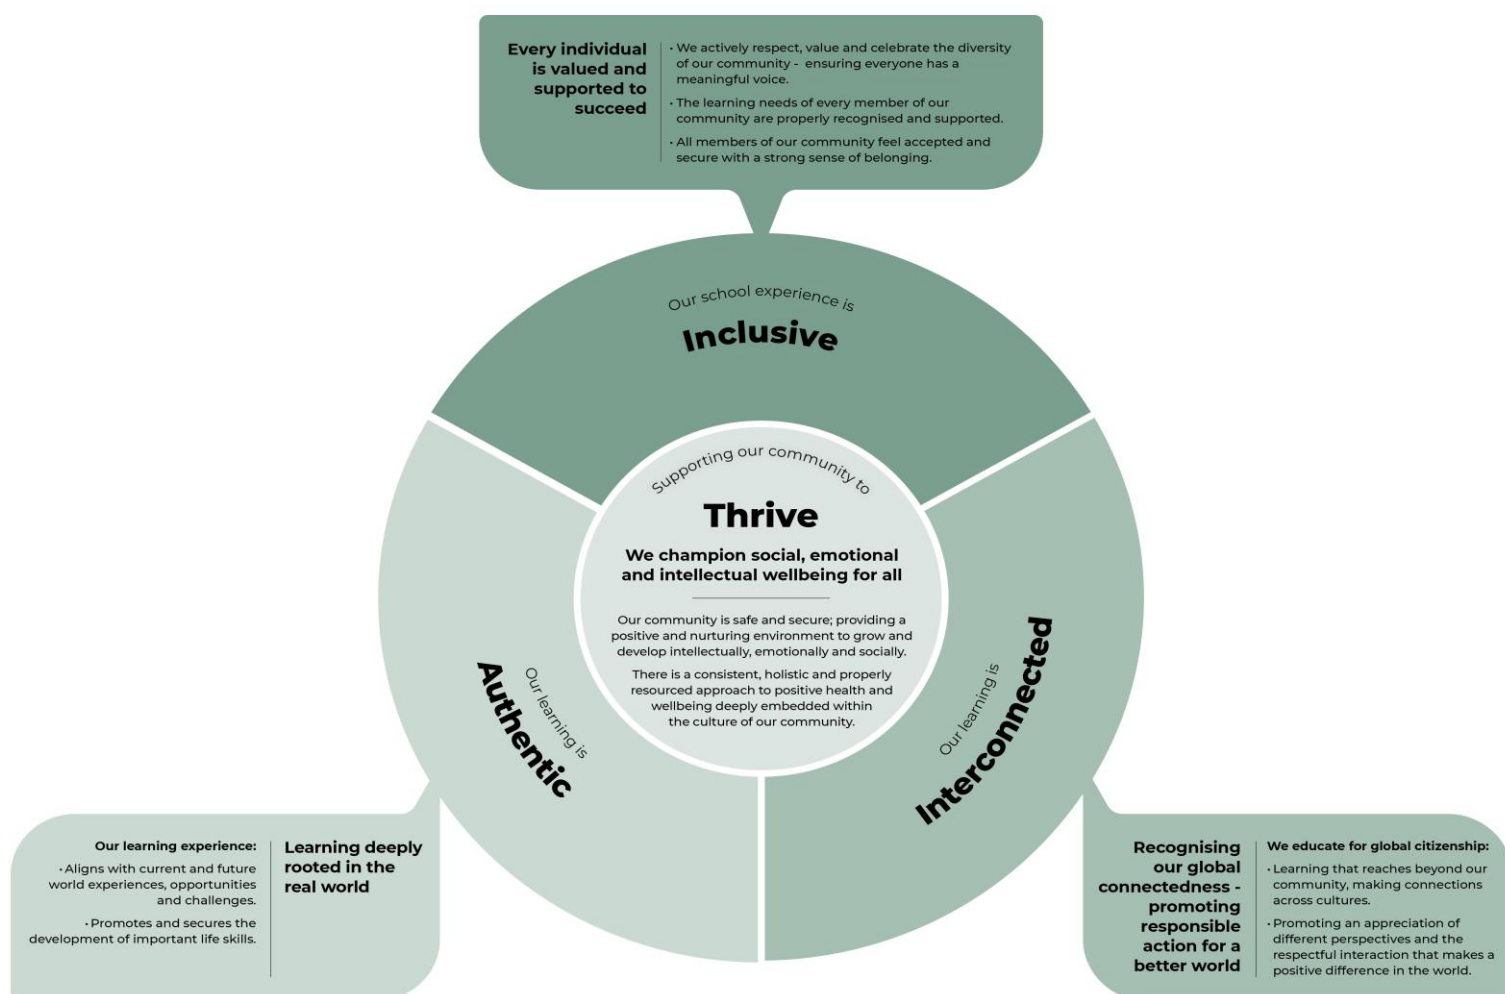 Every individual
is valued and
supported to
succeed
· We actively respect, value and celebrate the diversity
of our community - ensuring everyone has a
meaningful voice.
· The learning needs of every member of our
community are properly recognised and supported.
· All members of our community feel accepted and
secure with a strong sense of belonging.
Our school experience is
Inclusive
Supporting our community to
Thrive
We champion social, emotional
and intellectual wellbeing for all
Our community is safe and secure; providing a
positive and nurturing environment to grow and
develop intellectually, emotionally and socially.
There is a consistent, holistic and properly
resourced approach to positive health and
wellbeing deeply embedded within
the culture of our community.
Our learning is
Authentic
Our learning is
Interconnected
Our learning experience:
· Aligns with current and future
world experiences, opportunities
and challenges.
· Promotes and secures the
development of important life skills.
Learning deeply
rooted in the
real world
Recognising
our global
connectedness -
promoting
responsible
action for a
better world
We educate for global citizenship:
· Learning that reaches beyond our
community, making connections
across cultures.
· Promoting an appreciation of
different perspectives and the
respectful interaction that makes a
positive difference in the world.